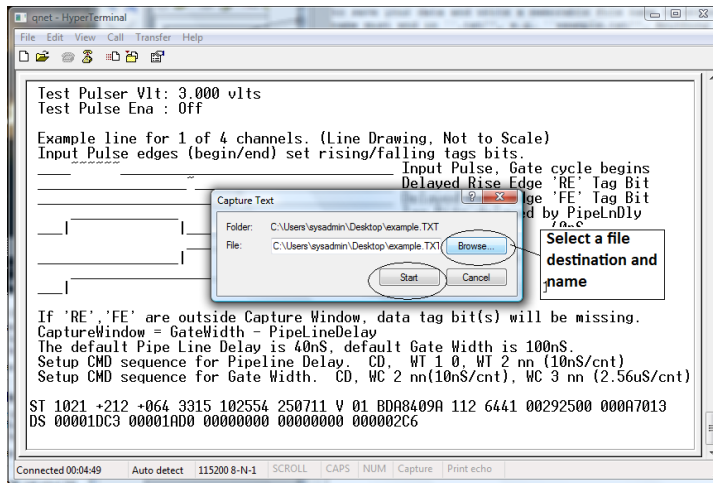 qnet - HyperTerminal
File Edit View Call Transfer Help
Test Pulser Vlt: 3.000 vlts
Test Pulse Ena : Off
Example line for 1 of 4 channels. (Line Drawing, Not to Scale)
Input Pulse edges (begin/end) set rising/falling tags bits.
Input Pulse, Gate cycle begins
Delayed Rise Edge 'RE' Tag Bit
ge 'FE' Tag Bit
d by PipeLnDly
Capture Text
Folder: C:\Users\sysadmin\Desktop\example.TXT
File: C:\Users\sysadmin\Desktop\example.TXT
Browse...
Start Cancel
Select a file
destination and
name
If 'RE','FE' are outside Capture Window, data tag bit(s) will be missing.
CaptureWindow = GateWidth - PipeLineDelay
The default Pipe Line Delay is 40nS, default Gate Width is 100nS.
Setup CMD sequence for Pipeline Delay. CD, WT 1 0, WT 2 nn (10nS/cnt)
Setup CMD sequence for Gate Width. CD, WC 2 nn(10nS/cnt), WC 3 nn (2.56uS/cnt)
ST 1021 +212 +064 3315 102554 250711 V 01 BDA8409A 112 6441 00292500 000A7013
DS 00001DC3 00001AD0 00000000 00000000 000002C6
Connected 00:04:49 Auto detect 115200 8-N-1 SCROLL CAPS NUM Capture Print echo